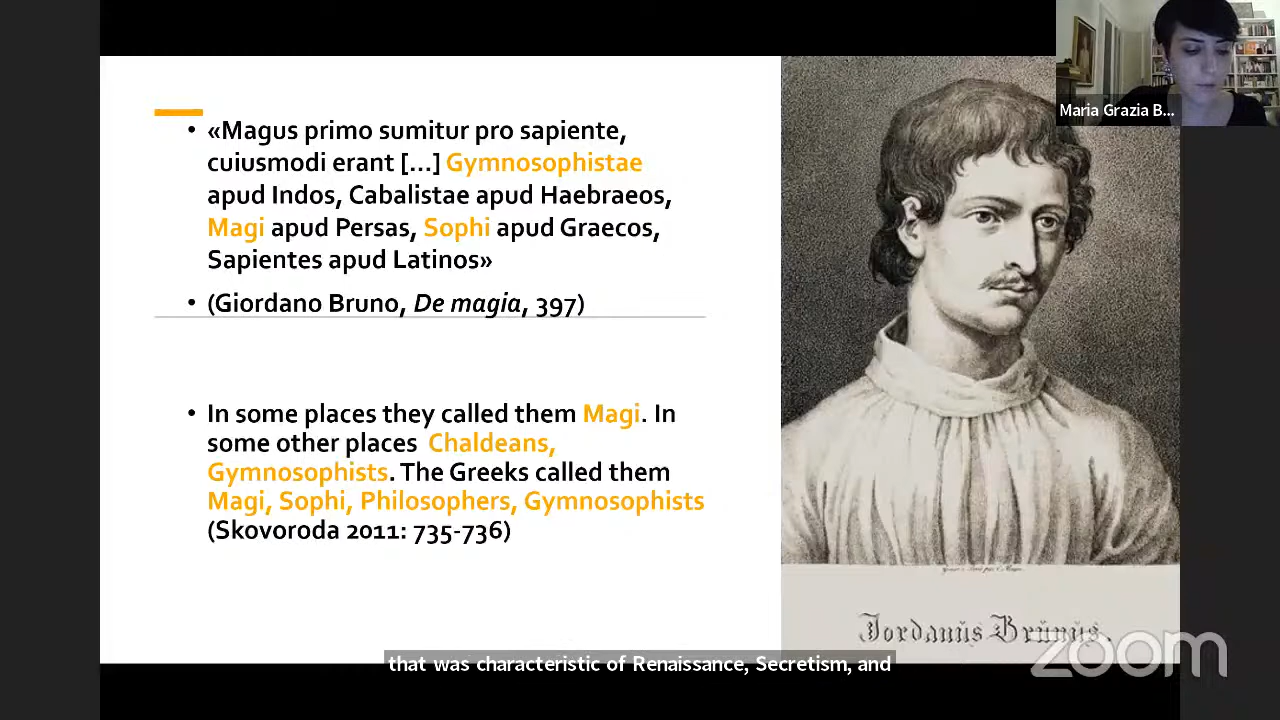 Maria Grazia B...
• «Magus primo sumitur pro sapiente,
cuiusmodi erant [...] Gymnosophistae
apud Indos, Cabalistae apud Haebraeos,
Magi apud Persas, Sophi apud Graecos,
Sapientes apud Latinos»
• (Giordano Bruno, De magia, 397)
• In some places they called them Magi. In
some other places Chaldeans,
Gymnosophists. The Greeks called them
Magi, Sophi, Philosophers, Gymnosophists
(Skovoroda 2011: 735-736)
Jordanŭs Brŭnŭs.
that was characteristic of Renaissance, Secretism, and
zoom